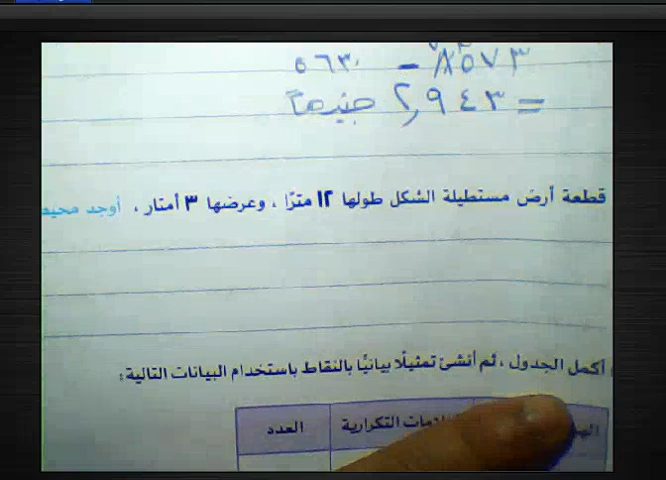 ٨٥٧٣ – ٥٦٣٠
= ٢,٩٤٣ جنيهًا
قطعة أرض مستطيلة الشكل طولها ١٢ مترًا ، وعرضها ٣ أمتار ، أوجد محيط
أكمل الجدول ، ثم أنشئ تمثيلًا بيانيًّا بالنقاط باستخدام البيانات التالية :
التكرارية العدد